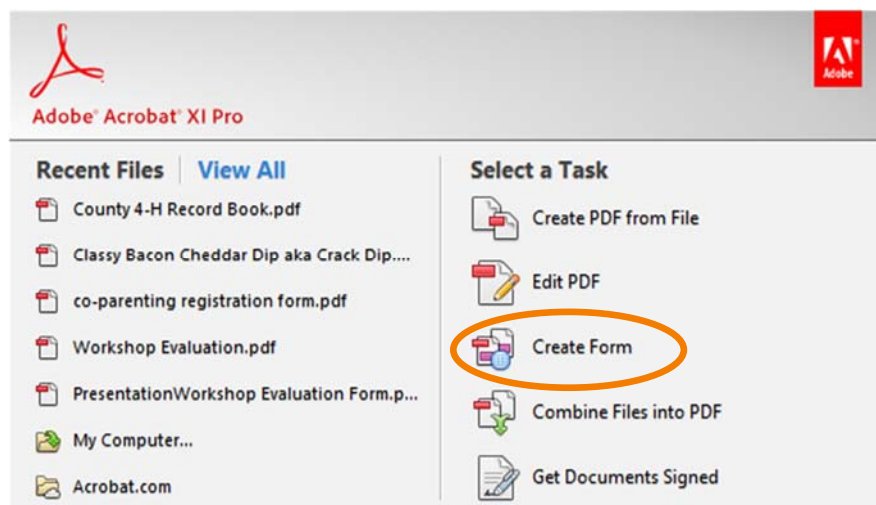 Adobe
Adobe® Acrobat® XI Pro
Recent Files | View All
County 4-H Record Book.pdf
Classy Bacon Cheddar Dip aka Crack Dip....
co-parenting registration form.pdf
Workshop Evaluation.pdf
PresentationWorkshop Evaluation Form.p...
My Computer...
Acrobat.com
Select a Task
Create PDF from File
Edit PDF
Create Form
Combine Files into PDF
Get Documents Signed